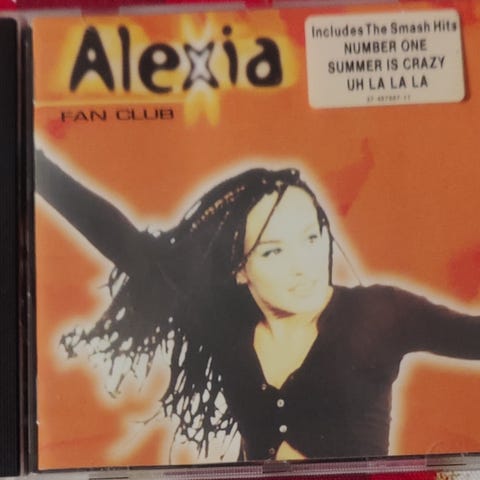 Alexia
FAN CLUB
Includes The Smash Hits
NUMBER ONE
SUMMER IS CRAZY
UH LA LA LA